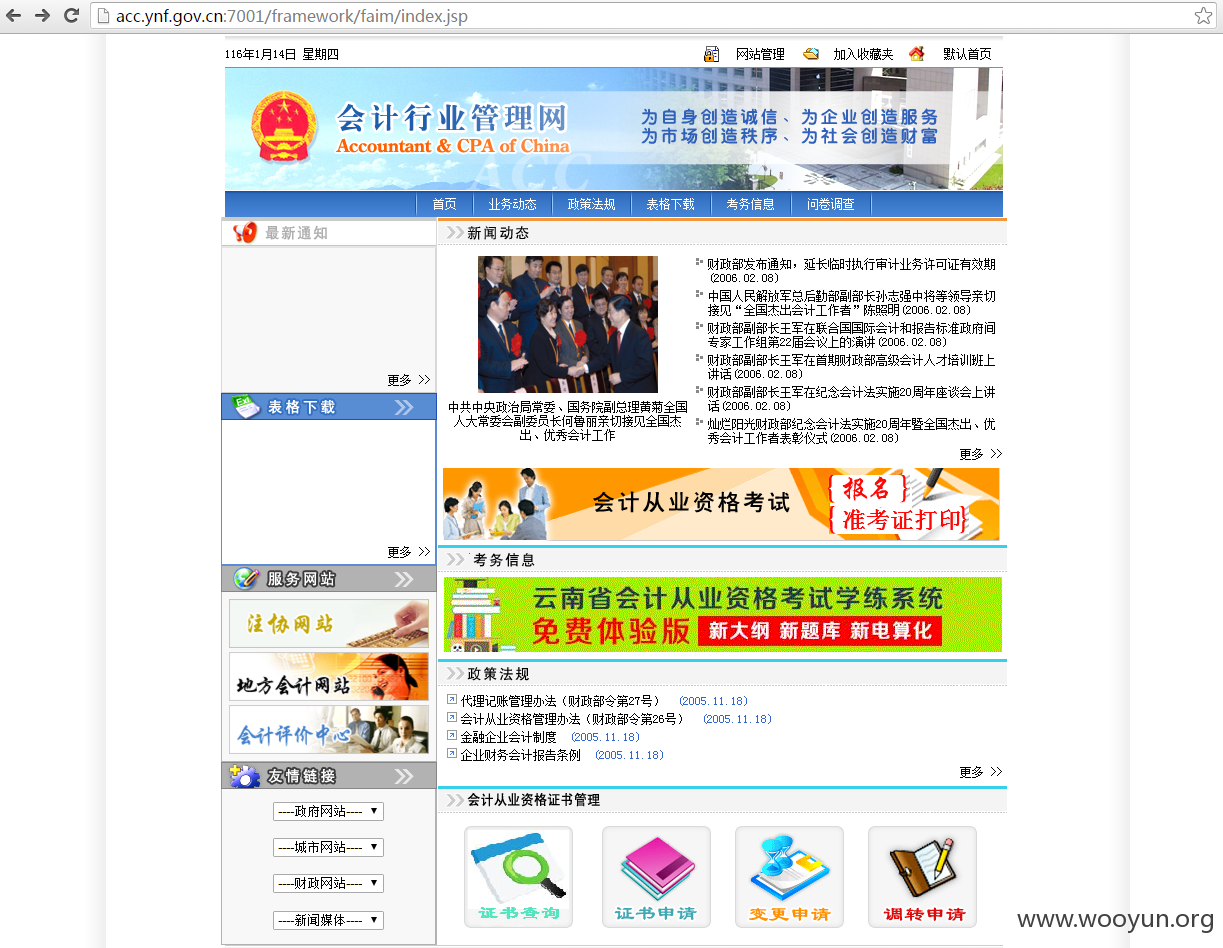 acc.ynf.gov.cn:7001/framework/faim/index.jsp
116年1月14日 星期四
网站管理
加入收藏夹
默认首页
会计行业管理网
Accountant & CPA of China
为自身创造诚信、为企业创造服务
为市场创造秩序、为社会创造财富
ACC
首页
业务动态
政策法规
表格下载
考务信息
问卷调查
最新通知
更多 >>
表格下载
更多 >>
服务网站
注协网站
地方会计网站
会计评价中心
友情链接
----政府网站----
----城市网站----
----财政网站----
----新闻媒体----
新闻动态
中共中央政治局常委、国务院副总理黄菊全国
人大常委会副委员长何鲁丽亲切接见全国杰
出、优秀会计工作
财政部发布通知，延长临时执行审计业务许可证有效期
(2006.02.08)
中国人民解放军总后勤部副部长孙志强中将等领导亲切
接见“全国杰出会计工作者”陈照明(2006.02.08)
财政部副部长王军在联合国国际会计和报告标准政府间
专家工作组第22届会议上的演讲(2006.02.08)
财政部副部长王军在首期财政部高级会计人才培训班上
讲话(2006.02.08)
财政部副部长王军在纪念会计法实施20周年座谈会上讲
话(2006.02.08)
灿烂阳光财政部纪念会计法实施20周年暨全国杰出、优
秀会计工作者表彰仪式(2006.02.08)
更多 >>
会计从业资格考试
{ 报名 }
{ 准考证打印}
考务信息
云南省会计从业资格考试学练系统
免费体验版
新大纲 新题库 新电算化
政策法规
代理记账管理办法（财政部令第27号） (2005.11.18)
会计从业资格管理办法（财政部令第26号） (2005.11.18)
金融企业会计制度 (2005.11.18)
企业财务会计报告条例 (2005.11.18)
更多 >>
会计从业资格证书管理
证书查询
证书申请
变更申请
调转申请
www.wooyun.org